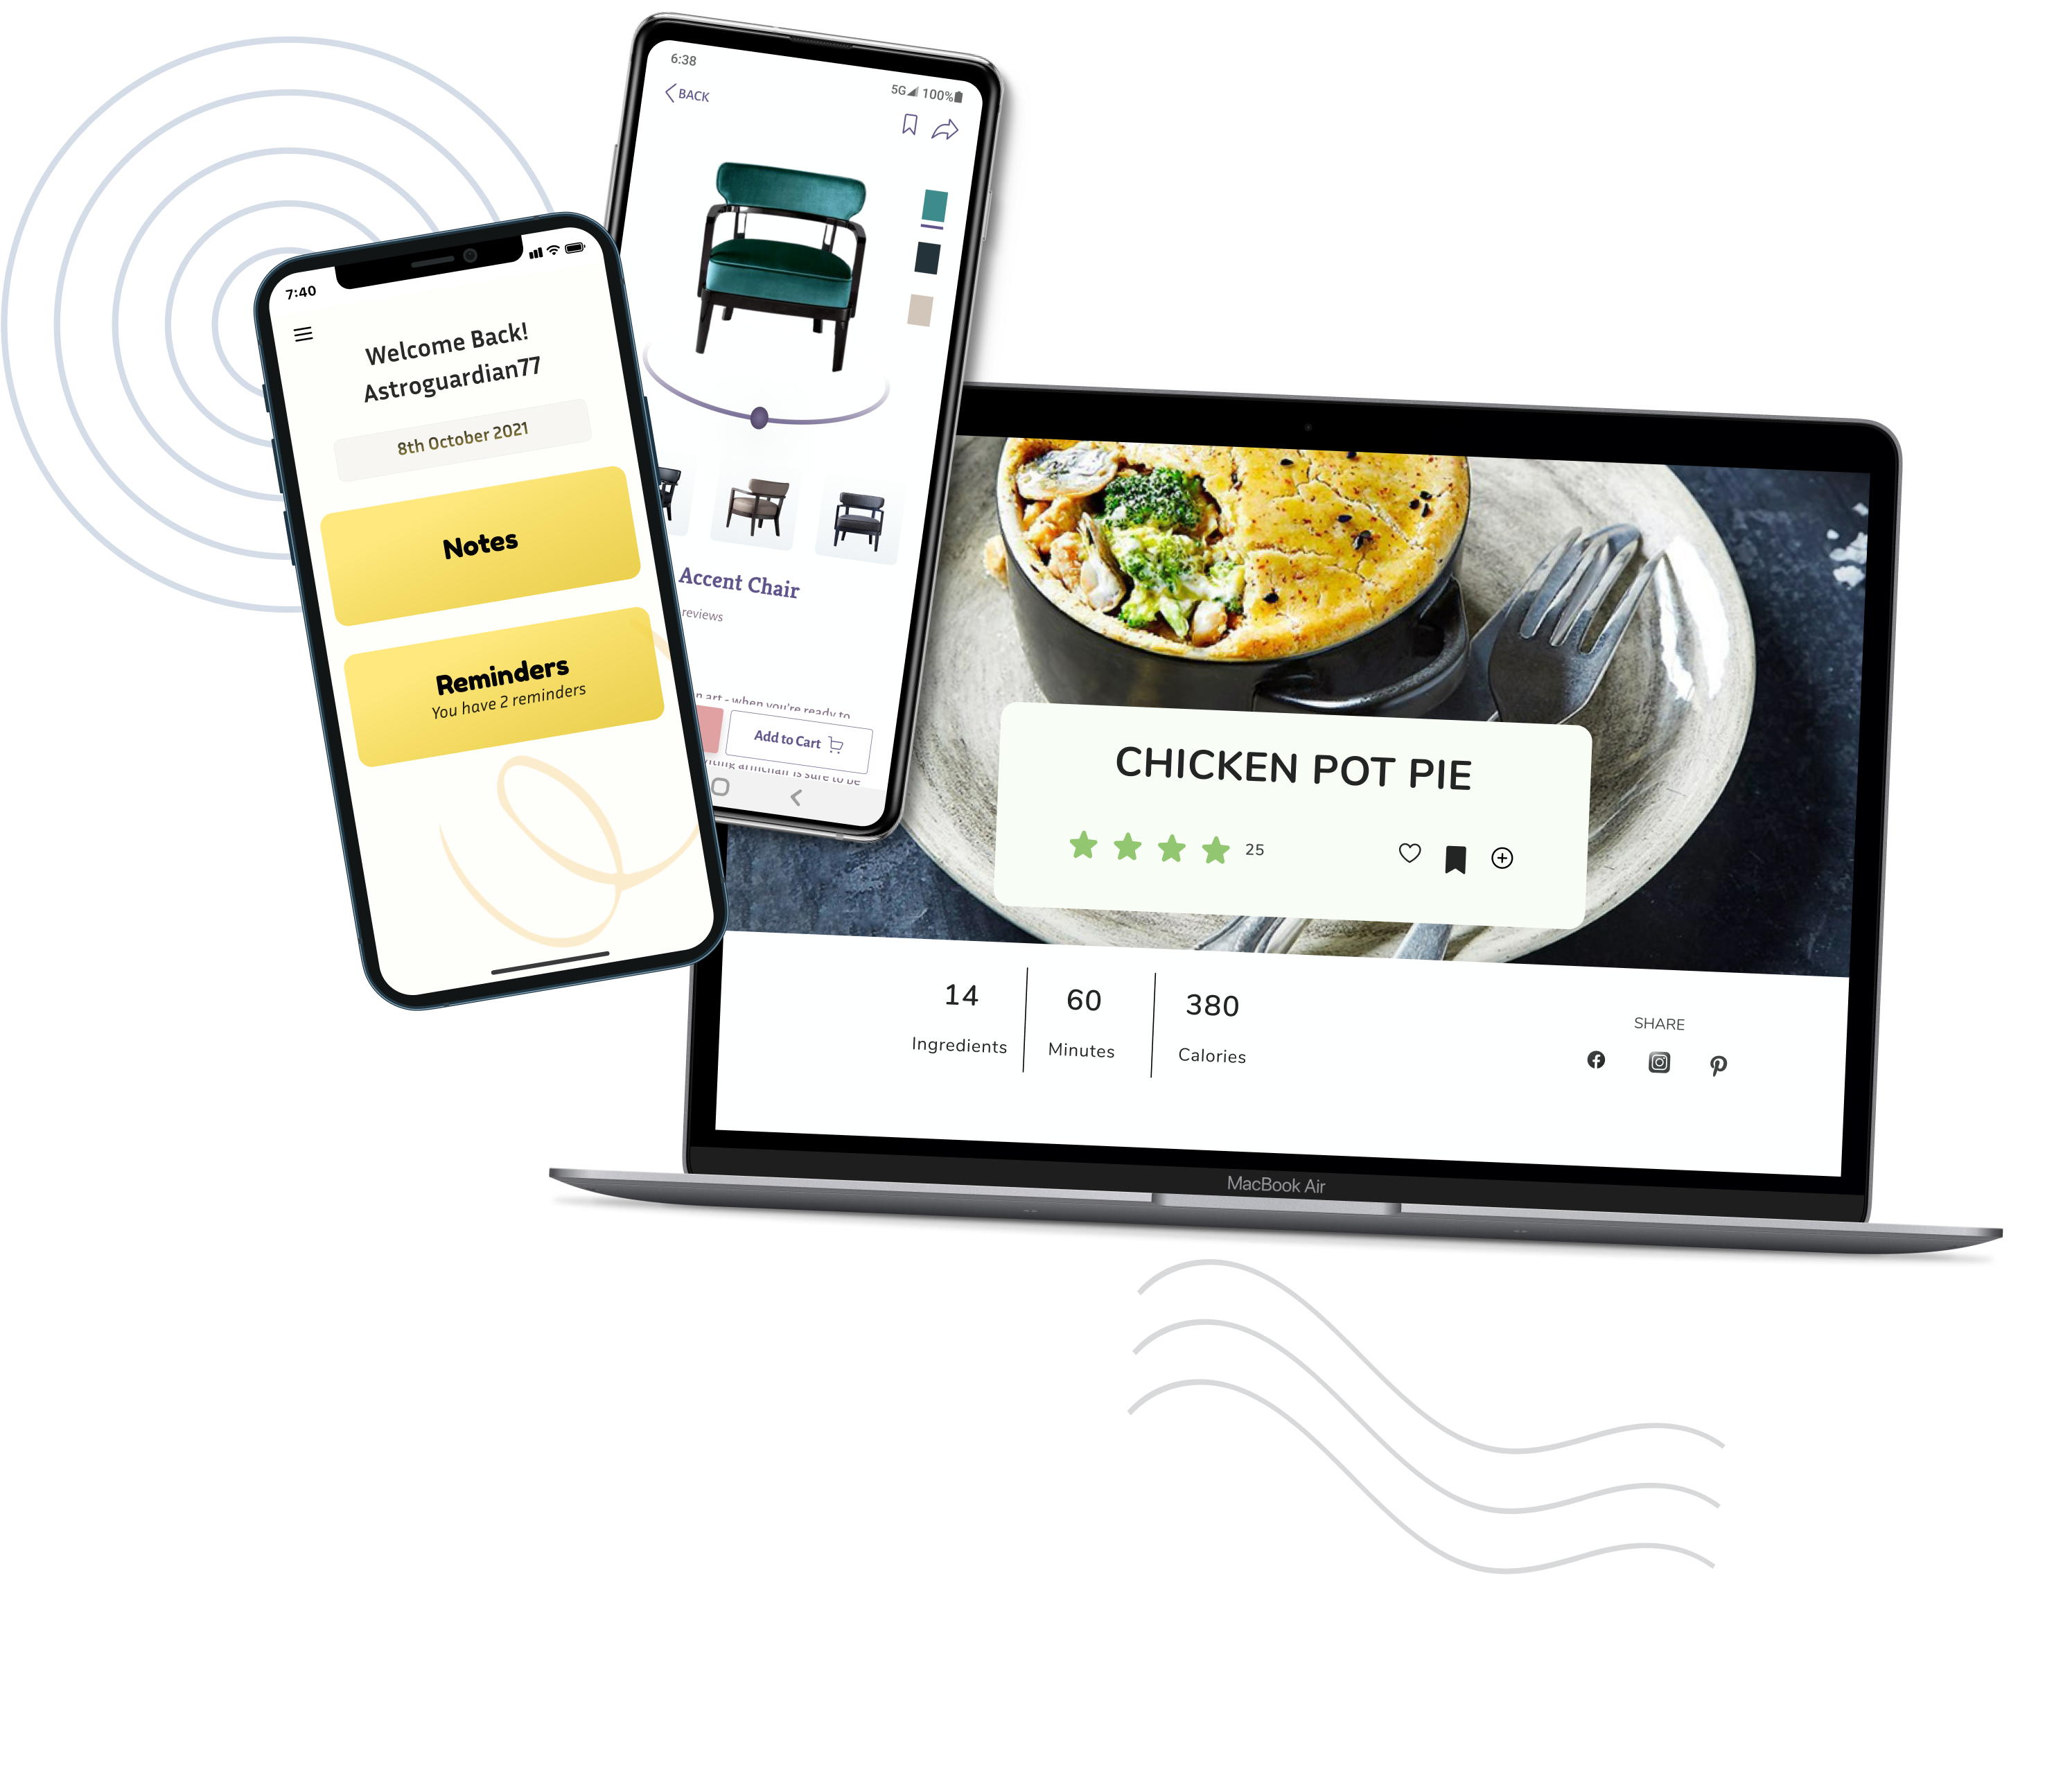 7:40
Welcome Back!
Astroguardian77
8th October 2021
Notes
Reminders
You have 2 reminders
6:38
5G 100%
BACK
Accent Chair
reviews
art - when you're ready to
Add to Cart
armchair is sure to be
CHICKEN POT PIE
25
14
Ingredients
60
Minutes
380
Calories
SHARE
MacBook Air